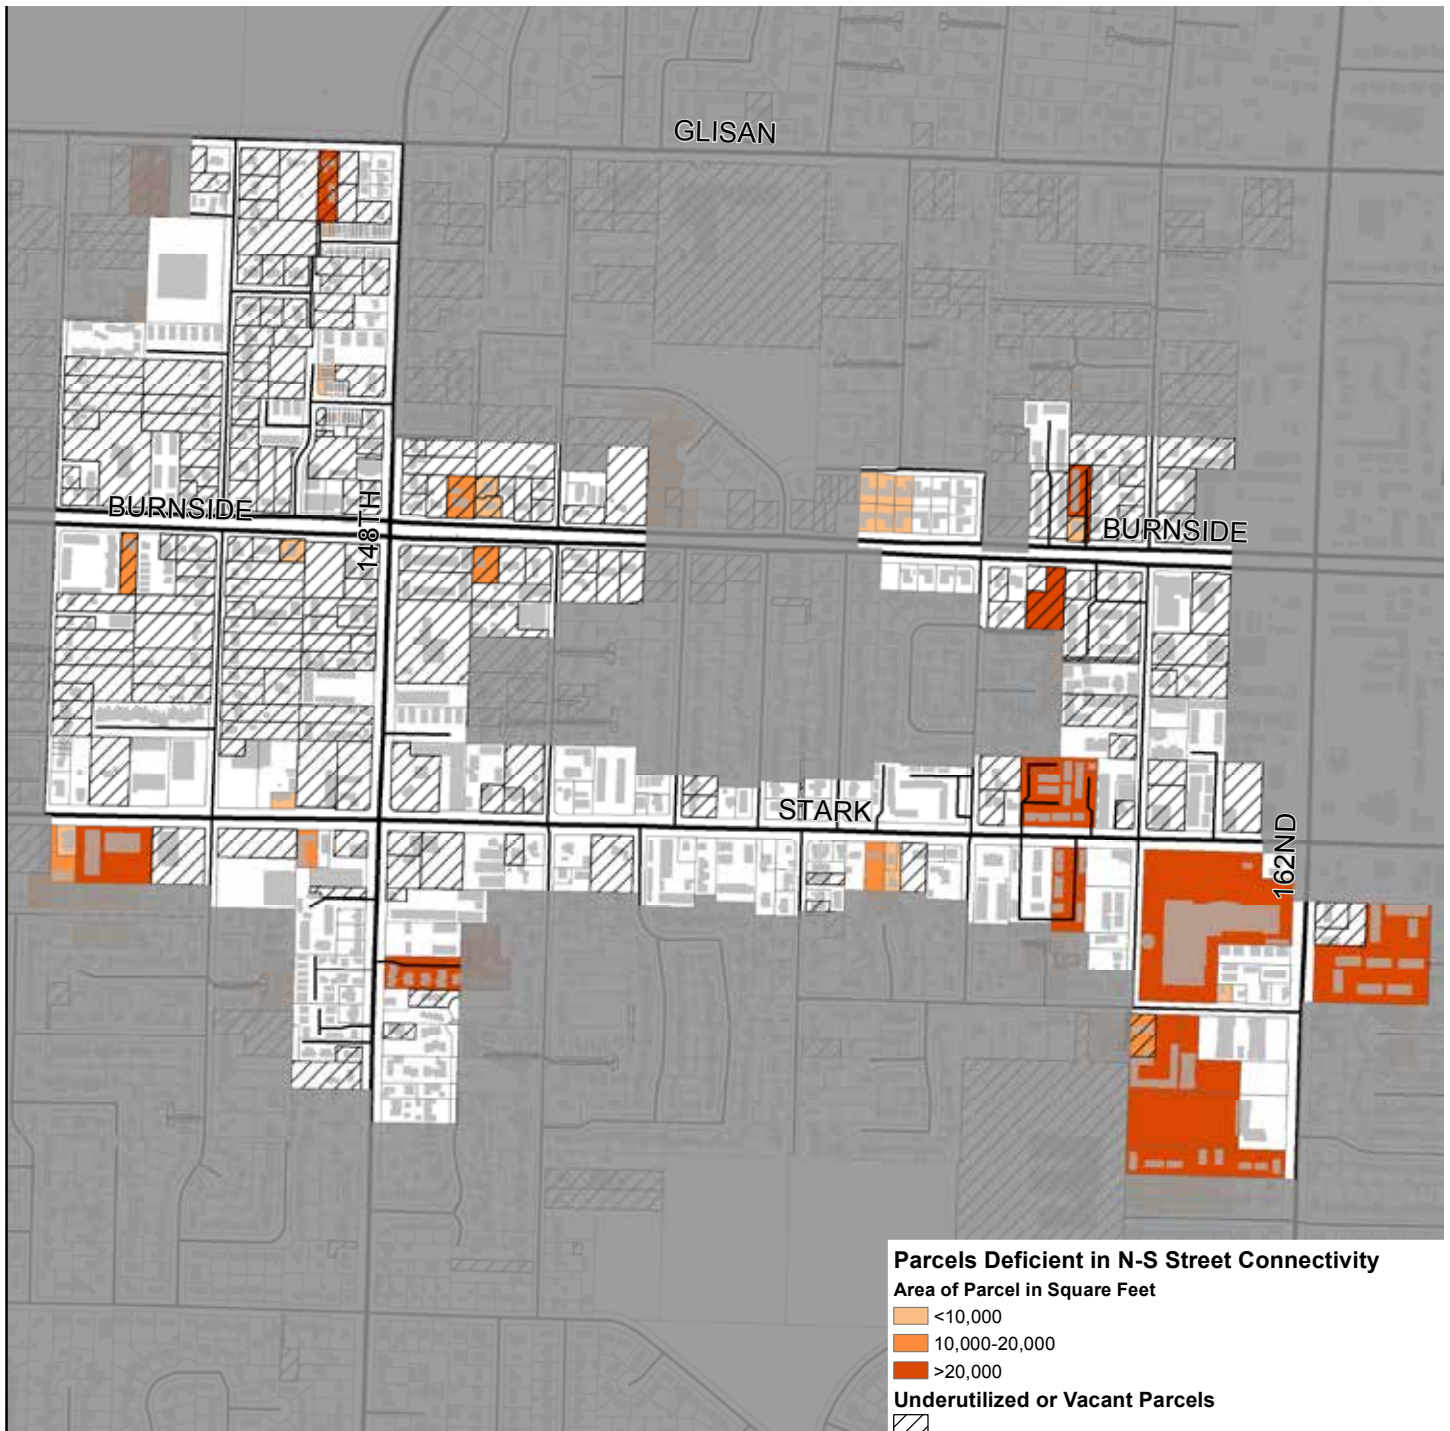 GLISAN
148TH
BURNSIDE
BURNSIDE
STARK
162ND
Parcels Deficient in N-S Street Connectivity
Area of Parcel in Square Feet
<10,000
10,000-20,000
>20,000
Underutilized or Vacant Parcels